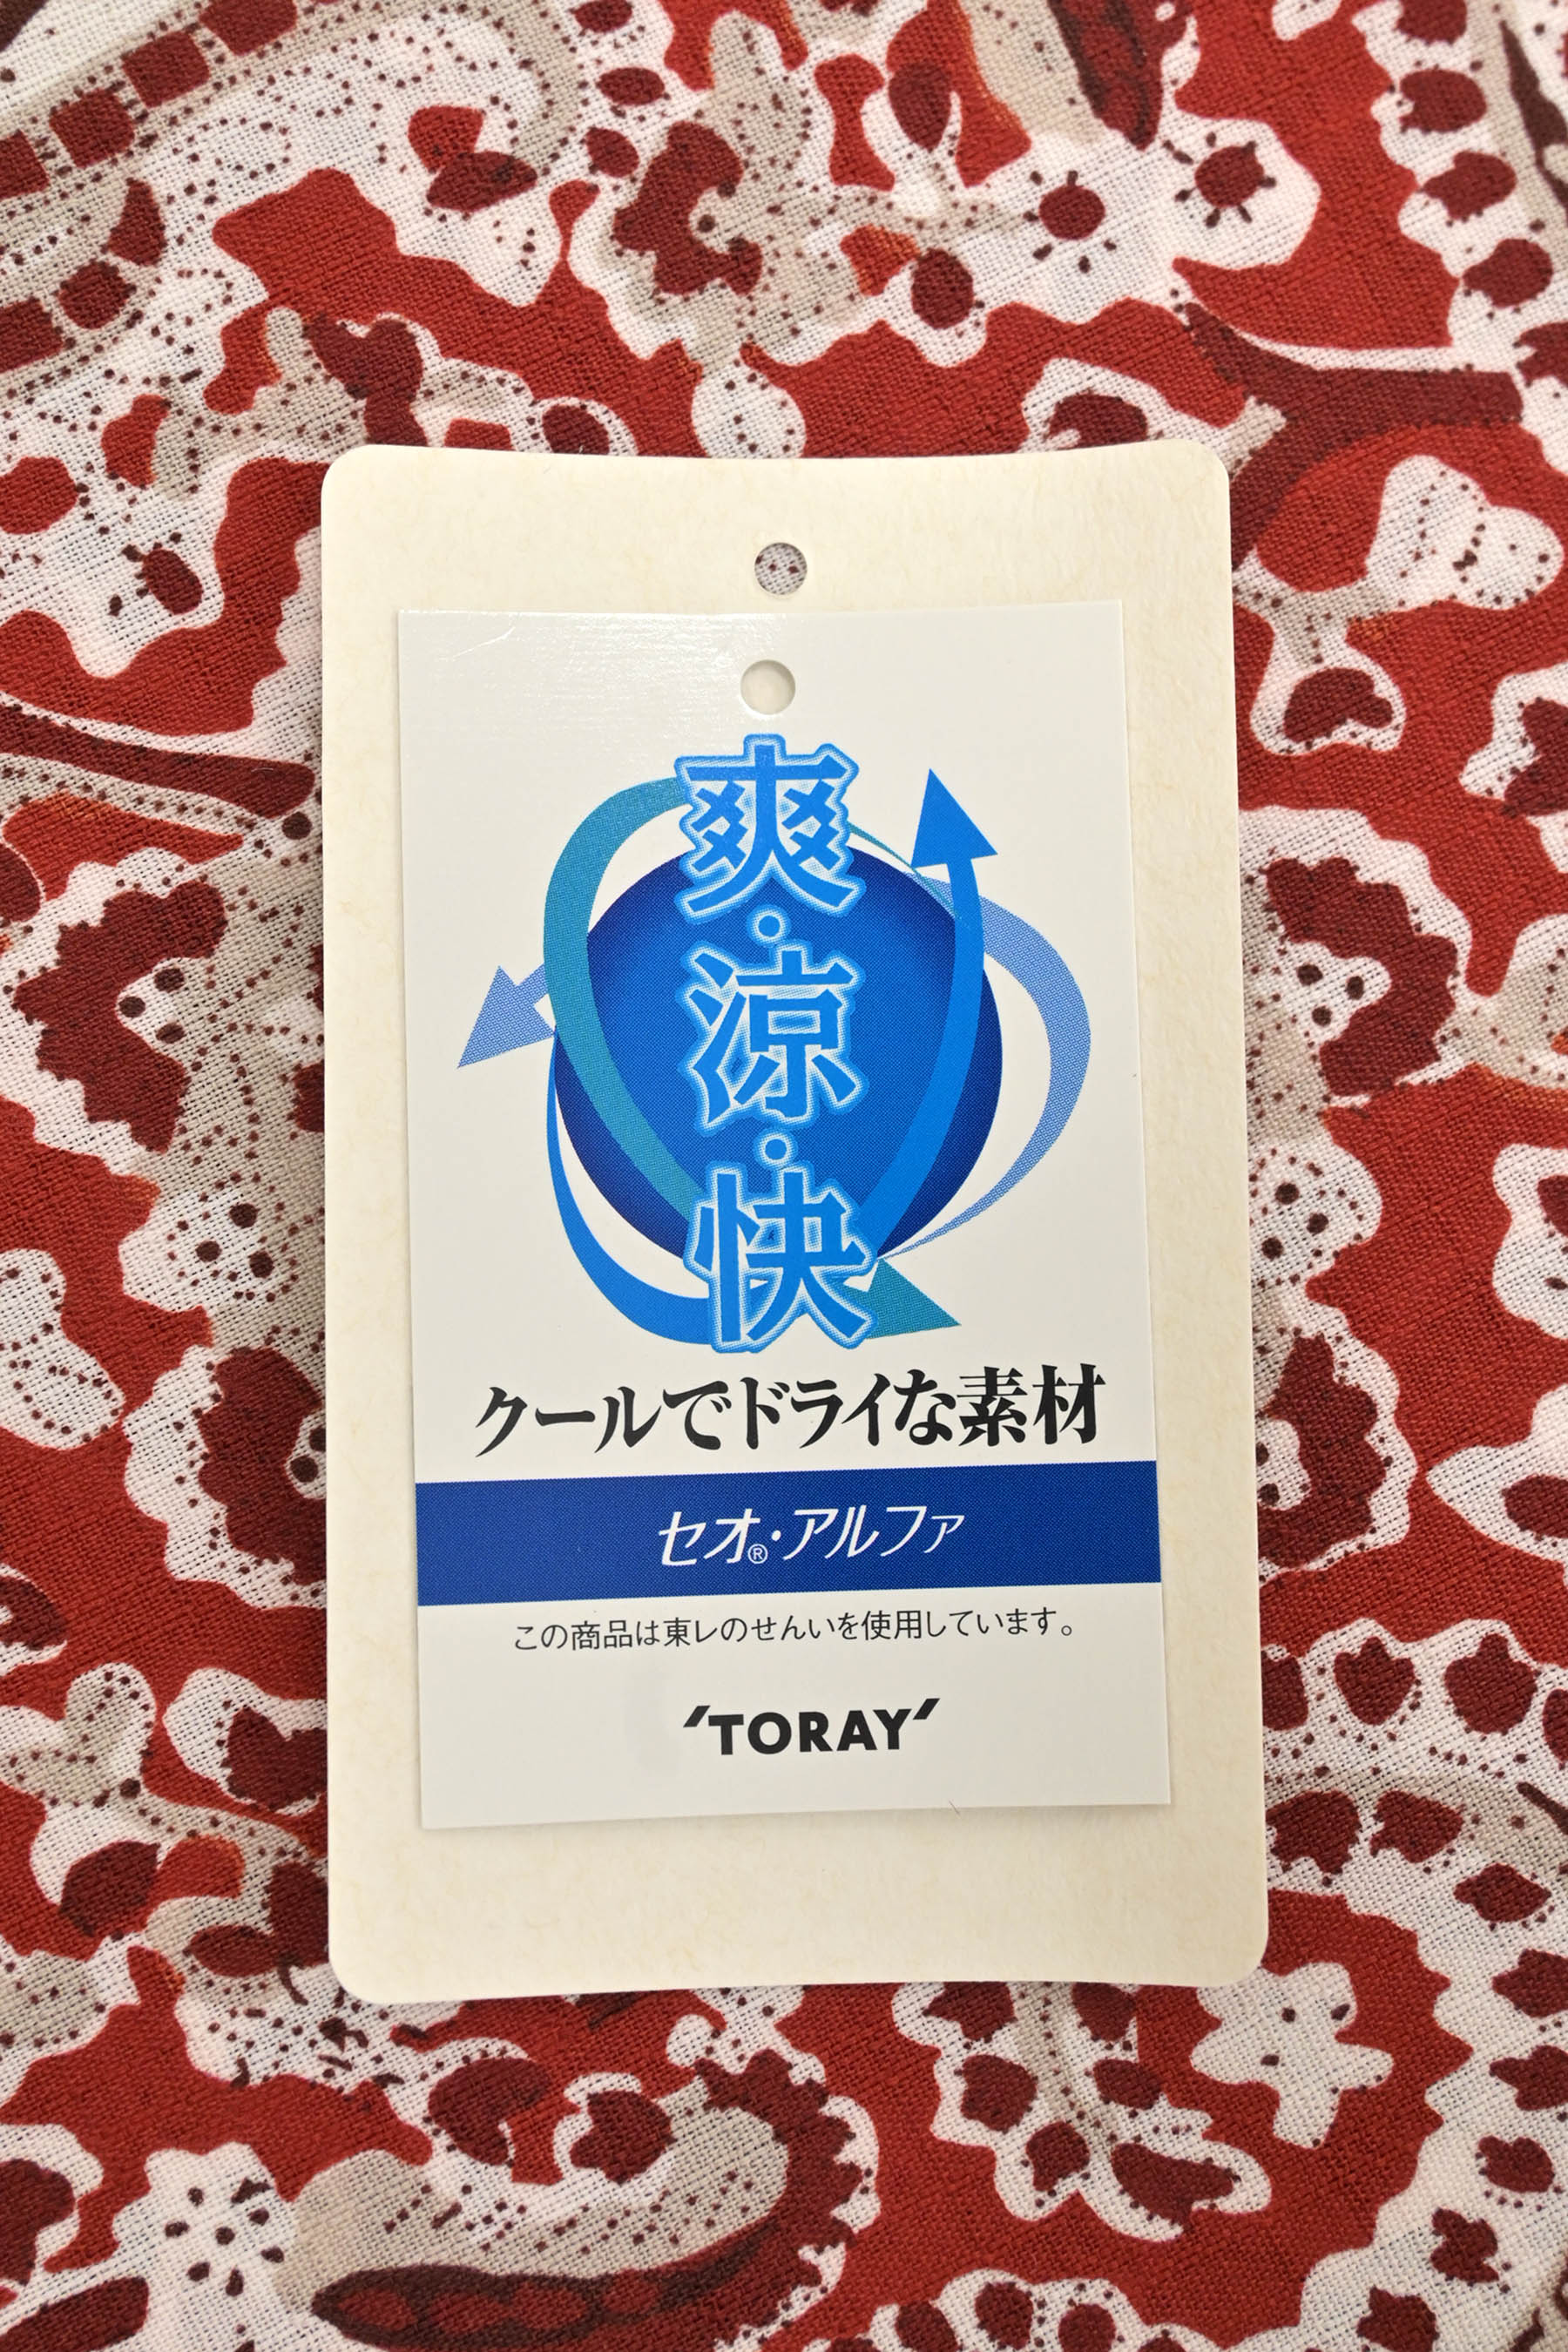 爽・涼・快
クールでドライな素材
セオ®・アルファ
この商品は東レのせんいを使用しています。
'TORAY'